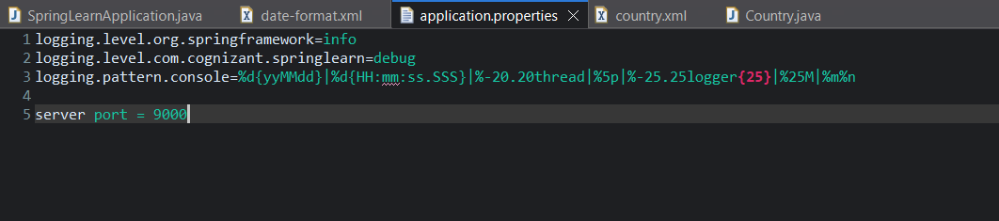 SpringLearnApplication.java date-format.xml application.properties country.xml Country.java
1 logging.level.org.springframework=info
2 logging.level.com.cognizant.springlearn=debug
3 logging.pattern.console=%d{yyMMdd}|%d{HH:mm:ss.SSS}|%-20.20thread|%5p|%-25.25logger{25}|%25M|%m%n
4
5 server port = 9000